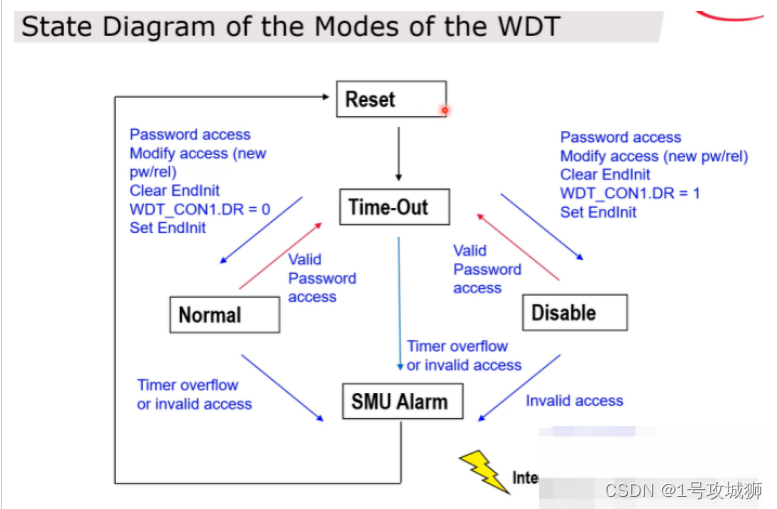 State Diagram of the Modes of the WDT
Reset
Password access
Modify access (new
pw/rel)
Clear EndInit
WDT_CON1.DR = 0
Set EndInit
Password access
Modify access (new pw/rel)
Clear EndInit
WDT_CON1.DR = 1
Set EndInit
Time-Out
Valid
Password
access
Valid
Password
access
Normal
Disable
Timer overflow
or invalid access
Timer overflow
or invalid access
SMU Alarm
Invalid access
CSDN @1号攻城狮